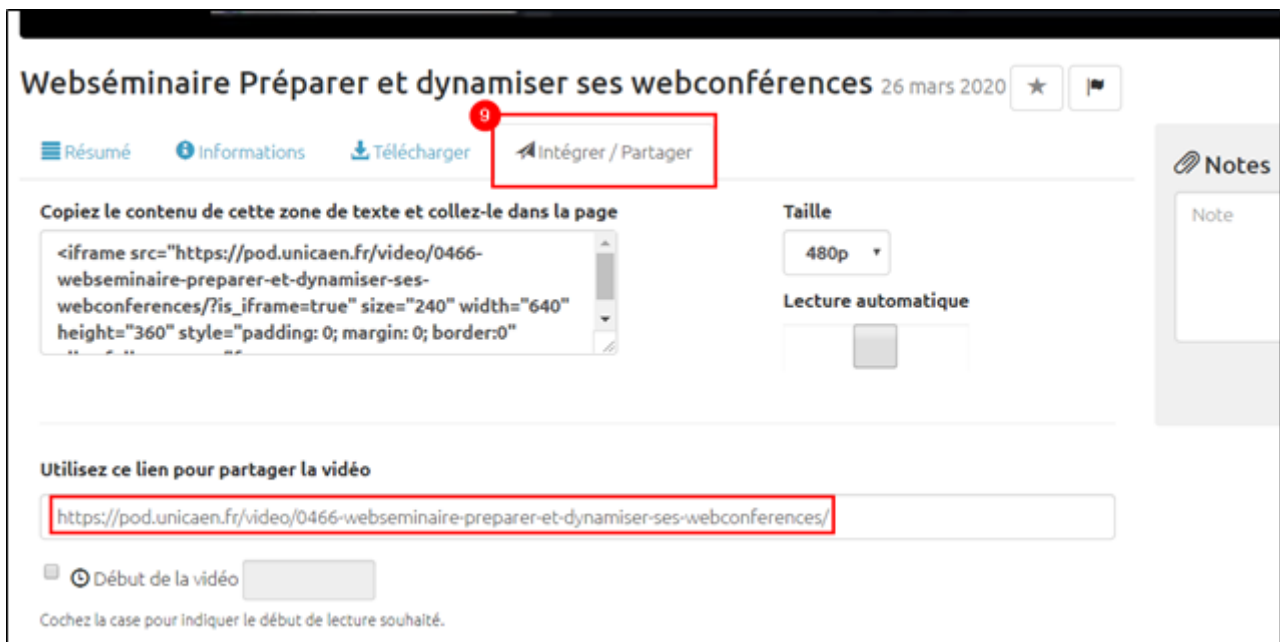 Webséminaire Préparer et dynamiser ses webconférences 26 mars 2020
9
Résumé Informations Télécharger Intégrer / Partager
Notes
Copiez le contenu de cette zone de texte et collez-le dans la page
Taille
Note
<iframe src="https://pod.unicaen.fr/video/0466-
webseminaire-preparer-et-dynamiser-ses-
webconferences/?is_iframe=true" size="240" width="640"
height="360" style="padding: 0; margin: 0; border:0"
480p
Lecture automatique
Utilisez ce lien pour partager la vidéo
https://pod.unicaen.fr/video/0466-webseminaire-preparer-et-dynamiser-ses-webconferences/
Début de la vidéo
Cochez la case pour indiquer le début de lecture souhaité.